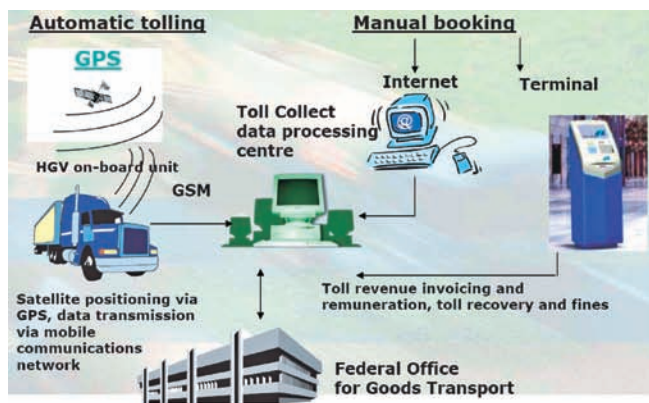 Automatic tolling
Manual booking
GPS
Internet
Terminal
Toll Collect
data processing
centre
HGV on-board unit
GSM
Satellite positioning via
GPS, data transmission
via mobile
communications
network
Toll revenue invoicing and
remuneration, toll recovery and fines
Federal Office
for Goods Transport